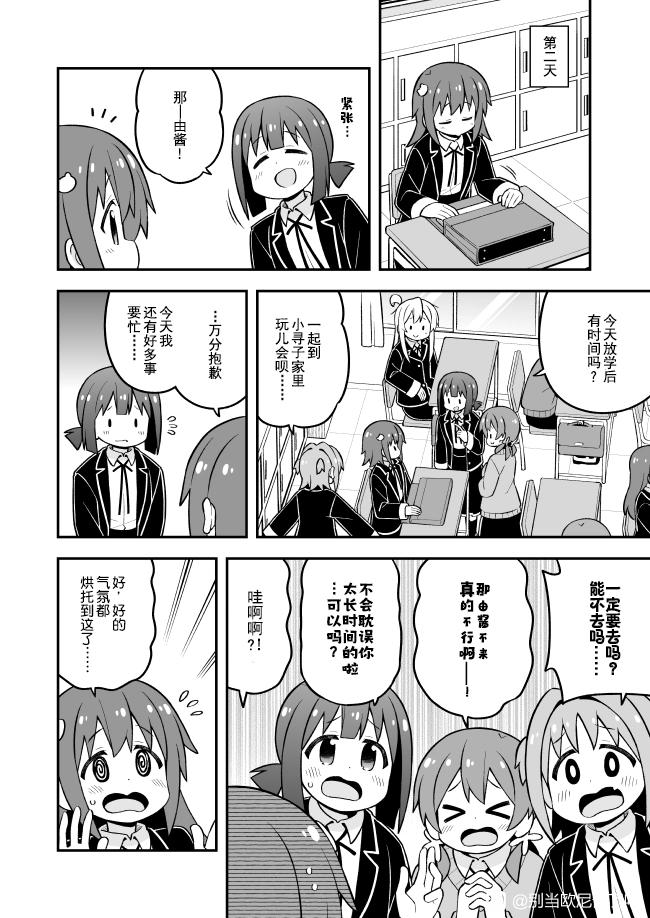 第二天
紧张…
那—由酱！
今天放学后
有时间吗？
一起到
小寻子家里
玩儿会呗……
…万分抱歉
今天我
还有好多事
要忙……
一定要去吗？
能不去吗……
那由酱不来
真的不行啊——！
不会耽误你
太长时间的啦
…可以吗？
哇啊啊？！
好，好的
气氛都
烘托到这了……
@别当欧尼